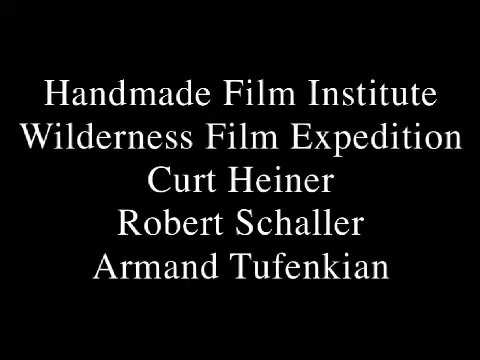 Handmade Film Institute
Wilderness Film Expedition
Curt Heiner
Robert Schaller
Armand Tufenkian